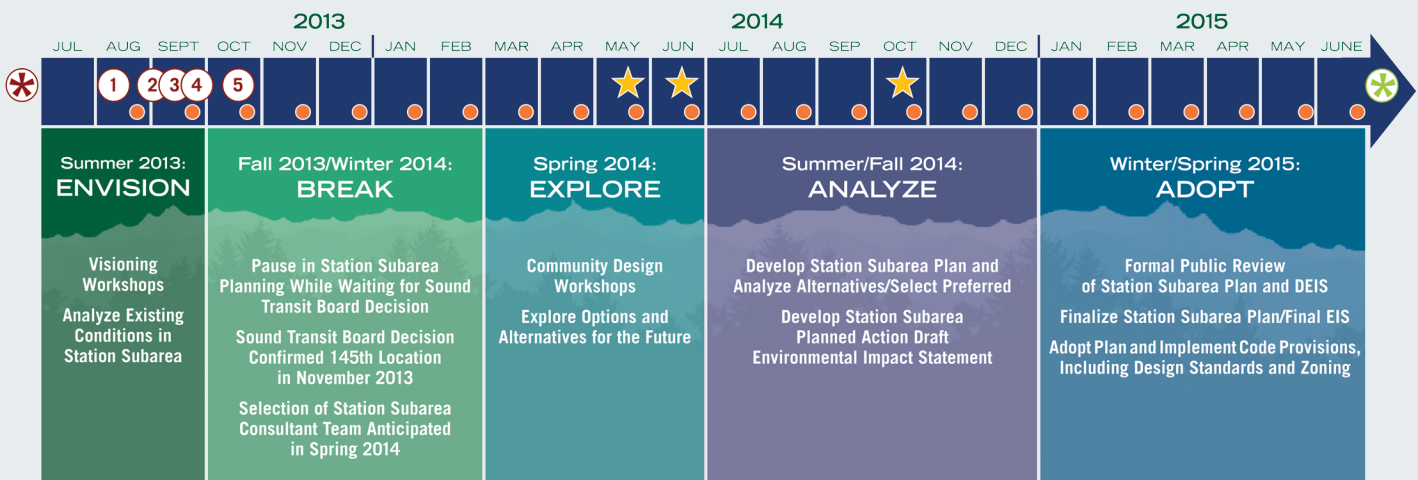 2013 2014 2015
JUL AUG SEPT OCT NOV DEC JAN FEB MAR APR MAY JUN JUL AUG SEP OCT NOV DEC JAN FEB MAR APR MAY JUNE
1 2 3 4 5
Summer 2013:
ENVISION
Visioning
Workshops
Analyze Existing
Conditions in
Station Subarea
Fall 2013/Winter 2014:
BREAK
Pause in Station Subarea
Planning While Waiting for Sound
Transit Board Decision
Sound Transit Board Decision
Confirmed 145th Location
in November 2013
Selection of Station Subarea
Consultant Team Anticipated
in Spring 2014
Spring 2014:
EXPLORE
Community Design
Workshops
Explore Options and
Alternatives for the Future
Summer/Fall 2014:
ANALYZE
Develop Station Subarea Plan and
Analyze Alternatives/Select Preferred
Develop Station Subarea
Planned Action Draft
Environmental Impact Statement
Winter/Spring 2015:
ADOPT
Formal Public Review
of Station Subarea Plan and DEIS
Finalize Station Subarea Plan/Final EIS
Adopt Plan and Implement Code Provisions,
Including Design Standards and Zoning